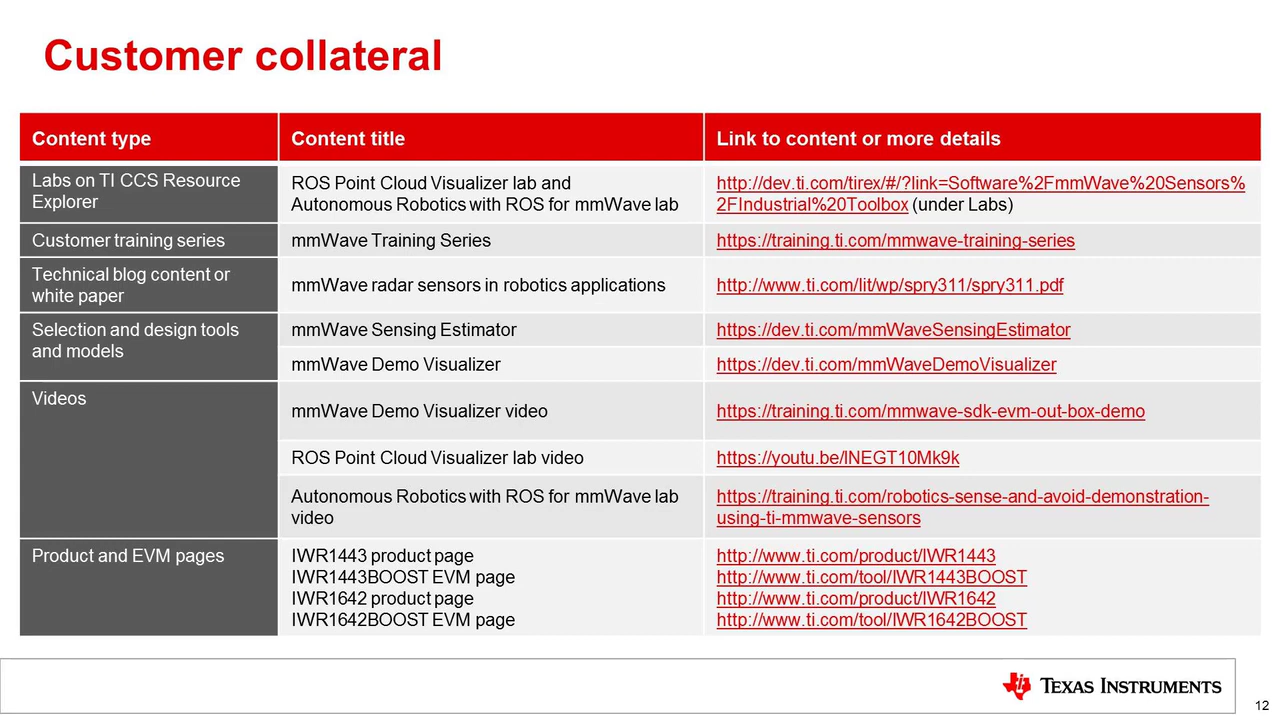 Customer collateral
Content type
Content title
Link to content or more details
Labs on TI CCS Resource
Explorer
ROS Point Cloud Visualizer lab and
Autonomous Robotics with ROS for mmWave lab
http://dev.ti.com/tirex/#/?link=Software%2FmmWave%20Sensors%
2FIndustrial%20Toolbox (under Labs)
Customer training series
mmWave Training Series
https://training.ti.com/mmwave-training-series
Technical blog content or
white paper
mmWave radar sensors in robotics applications
http://www.ti.com/lit/wp/spry311/spry311.pdf
Selection and design tools
and models
mmWave Sensing Estimator
https://dev.ti.com/mmWaveSensingEstimator
mmWave Demo Visualizer
https://dev.ti.com/mmWaveDemoVisualizer
Videos
mmWave Demo Visualizer video
https://training.ti.com/mmwave-sdk-evm-out-box-demo
ROS Point Cloud Visualizer lab video
https://youtu.be/lNEGT10Mk9k
Autonomous Robotics with ROS for mmWave lab
video
https://training.ti.com/robotics-sense-and-avoid-demonstration-
using-ti-mmwave-sensors
Product and EVM pages
IWR1443 product page
IWR1443BOOST EVM page
IWR1642 product page
IWR1642BOOST EVM page
http://www.ti.com/product/IWR1443
http://www.ti.com/tool/IWR1443BOOST
http://www.ti.com/product/IWR1642
http://www.ti.com/tool/IWR1642BOOST
TEXAS INSTRUMENTS
12